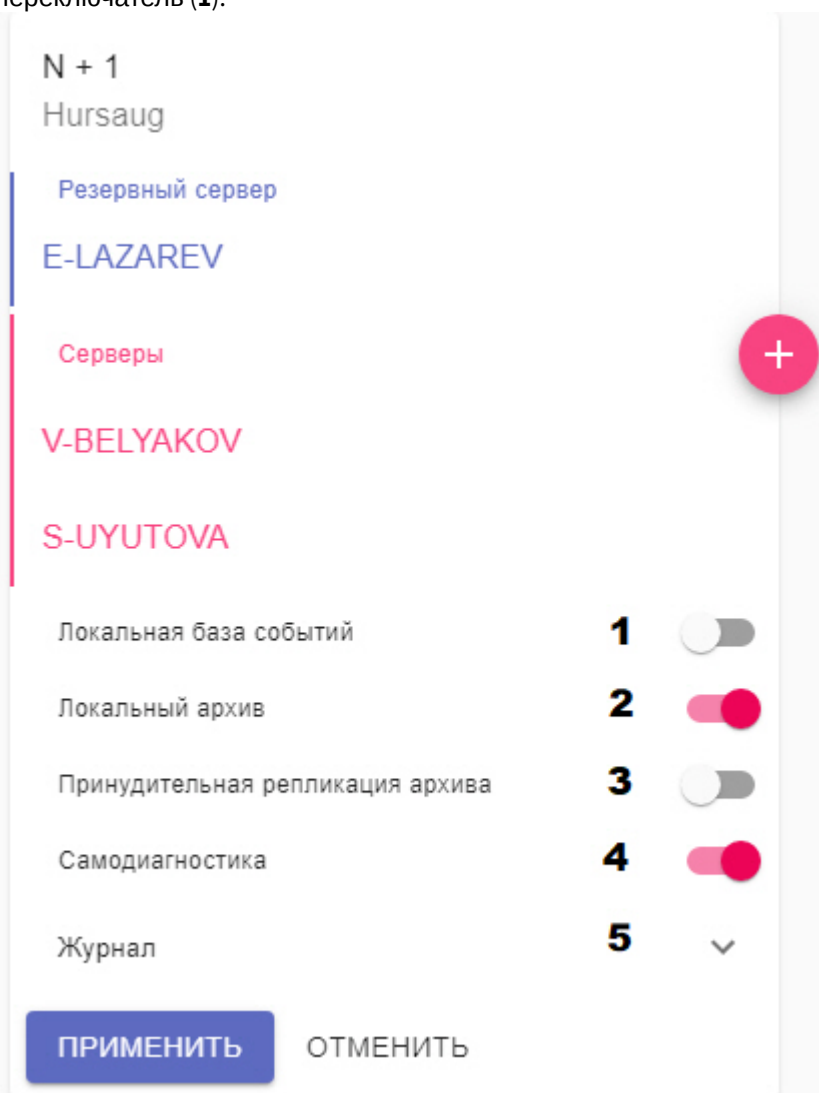 переключатель (1).
N + 1
Hursaug
Резервный сервер
E-LAZAREV
Серверы
+
V-BELYAKOV
S-UYUTOVA
Локальная база событий 1
Локальный архив 2
Принудительная репликация архива 3
Самодиагностика 4
Журнал 5
ПРИМЕНИТЬ ОТМЕНИТЬ